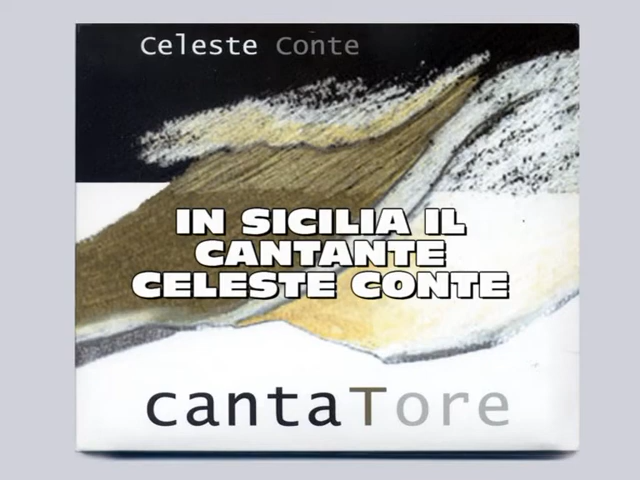 Celeste Conte
IN SICILIA IL
CANTANTE
CELESTE CONTE
cantaTore